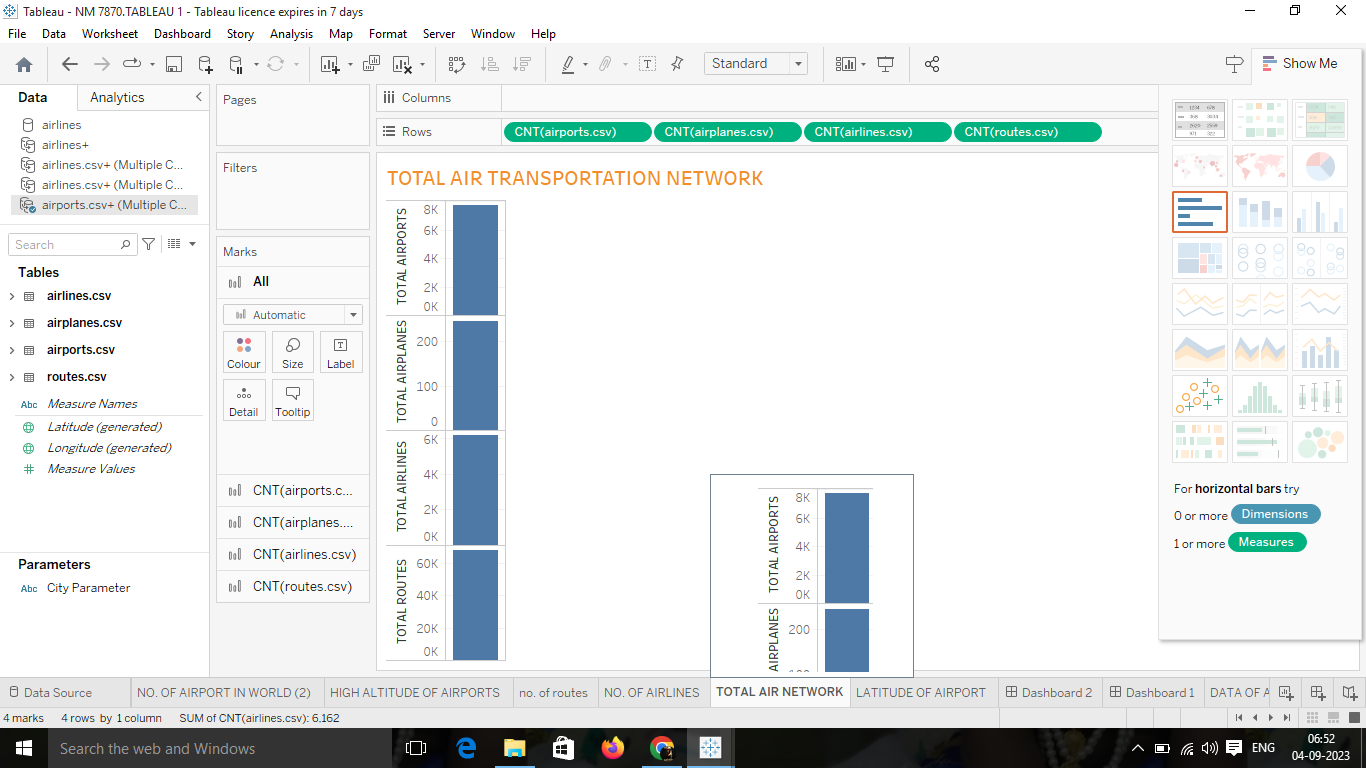 Tableau - NM 7870.TABLEAU 1 - Tableau licence expires in 7 days
File Data Worksheet Dashboard Story Analysis Map Format Server Window Help
Standard
Show Me
Data Analytics
airlines
airlines+
airlines.csv+ (Multiple C...
airlines.csv+ (Multiple C...
airports.csv+ (Multiple C...
Search
Tables
airlines.csv
airplanes.csv
airports.csv
routes.csv
Abc Measure Names
Latitude (generated)
Longitude (generated)
Measure Values
Parameters
Abc City Parameter
Pages
Filters
Marks
All
Automatic
Colour Size Label
Detail Tooltip
CNT(airports.c...
CNT(airplanes....
CNT(airlines.csv)
CNT(routes.csv)
Columns
Rows CNT(airports.csv) CNT(airplanes.csv) CNT(airlines.csv) CNT(routes.csv)
TOTAL AIR TRANSPORTATION NETWORK
TOTAL AIRPORTS
8K
6K
4K
2K
0K
TOTAL AIRPLANES
200
100
0
TOTAL AIRLINES
6K
4K
2K
0K
TOTAL ROUTES
60K
40K
20K
0K
TOTAL AIRPORTS
8K
6K
4K
2K
0K
AIRPLANES
200
For horizontal bars try
0 or more Dimensions
1 or more Measures
Data Source NO. OF AIRPORT IN WORLD (2) HIGH ALTITUDE OF AIRPORTS no. of routes NO. OF AIRLINES TOTAL AIR NETWORK LATITUDE OF AIRPORT Dashboard 2 Dashboard 1 DATA OF A
4 marks 4 rows by 1 column SUM of CNT(airlines.csv): 6,162
Search the web and Windows
ENG
06:52
04-09-2023